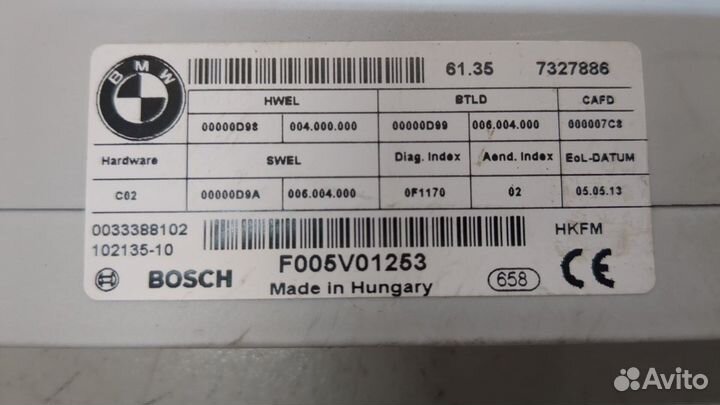 BMW
61.35 7327886
HWEL BTLD CAFD
00000D98 004.000.000 00000D99 006.004.000 000007C8
Hardware SWEL Diag. Index Aend. Index EoL-DATUM
C02 00000D9A 006.004.000 0F1170 02 05.05.13
0033388102 HKFM
102135-10
BOSCH F005V01253 658 CE
Made in Hungary
Avito